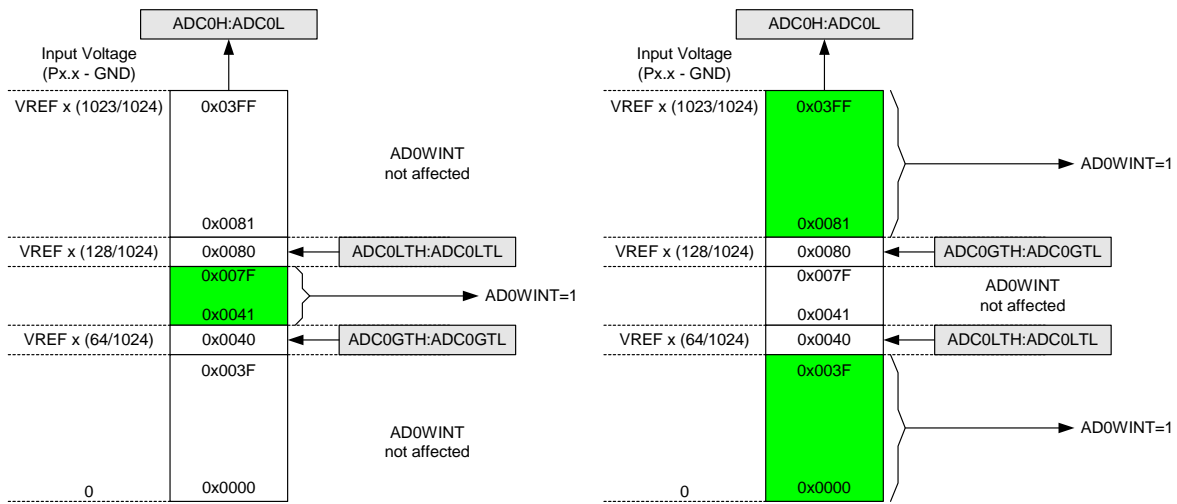 ADC0H:ADC0L
Input Voltage
(Px.x - GND)
VREF x (1023/1024)
0x03FF
AD0WINT
not affected
0x0081
VREF x (128/1024)
0x0080
ADC0LTH:ADC0LTL
0x007F
AD0WINT=1
0x0041
VREF x (64/1024)
0x0040
ADC0GTH:ADC0GTL
0x003F
AD0WINT
not affected
0
0x0000
ADC0H:ADC0L
Input Voltage
(Px.x - GND)
VREF x (1023/1024)
0x03FF
AD0WINT=1
0x0081
VREF x (128/1024)
0x0080
ADC0GTH:ADC0GTL
0x007F
AD0WINT
not affected
0x0041
VREF x (64/1024)
0x0040
ADC0LTH:ADC0LTL
0x003F
AD0WINT=1
0
0x0000